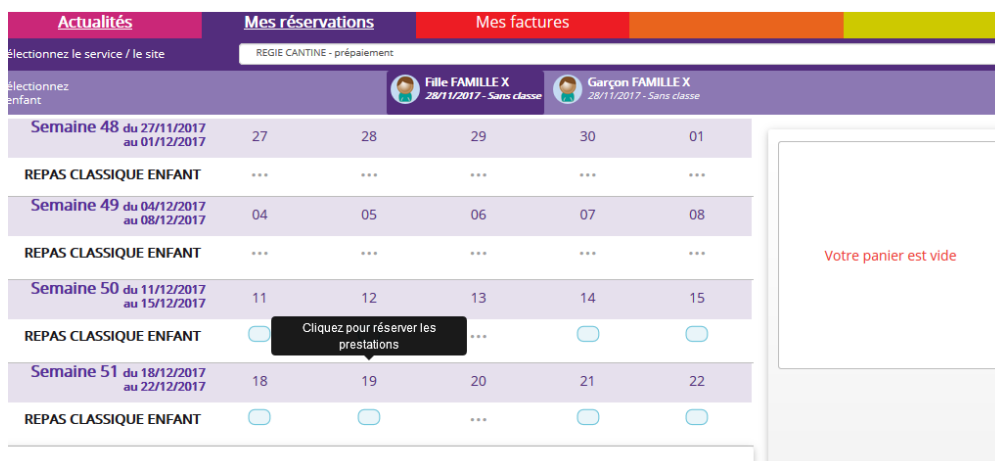 Actualités Mes réservations Mes factures
électionnez le service / le site REGIE CANTINE - prépaiement
électionnez
enfant
Fille FAMILLE X Garçon FAMILLE X
28/11/2017 - Sans classe 28/11/2017 - Sans classe
Semaine 48 du 27/11/2017 27 28 29 30 01
au 01/12/2017
REPAS CLASSIQUE ENFANT ... ... ... ... ...
Semaine 49 du 04/12/2017 04 05 06 07 08
au 08/12/2017
REPAS CLASSIQUE ENFANT ... ... ... ... ...
Votre panier est vide
Semaine 50 du 11/12/2017 11 12 13 14 15
au 15/12/2017
REPAS CLASSIQUE ENFANT ...
Cliquez pour réserver les
prestations
Semaine 51 du 18/12/2017 18 19 20 21 22
au 22/12/2017
REPAS CLASSIQUE ENFANT ...